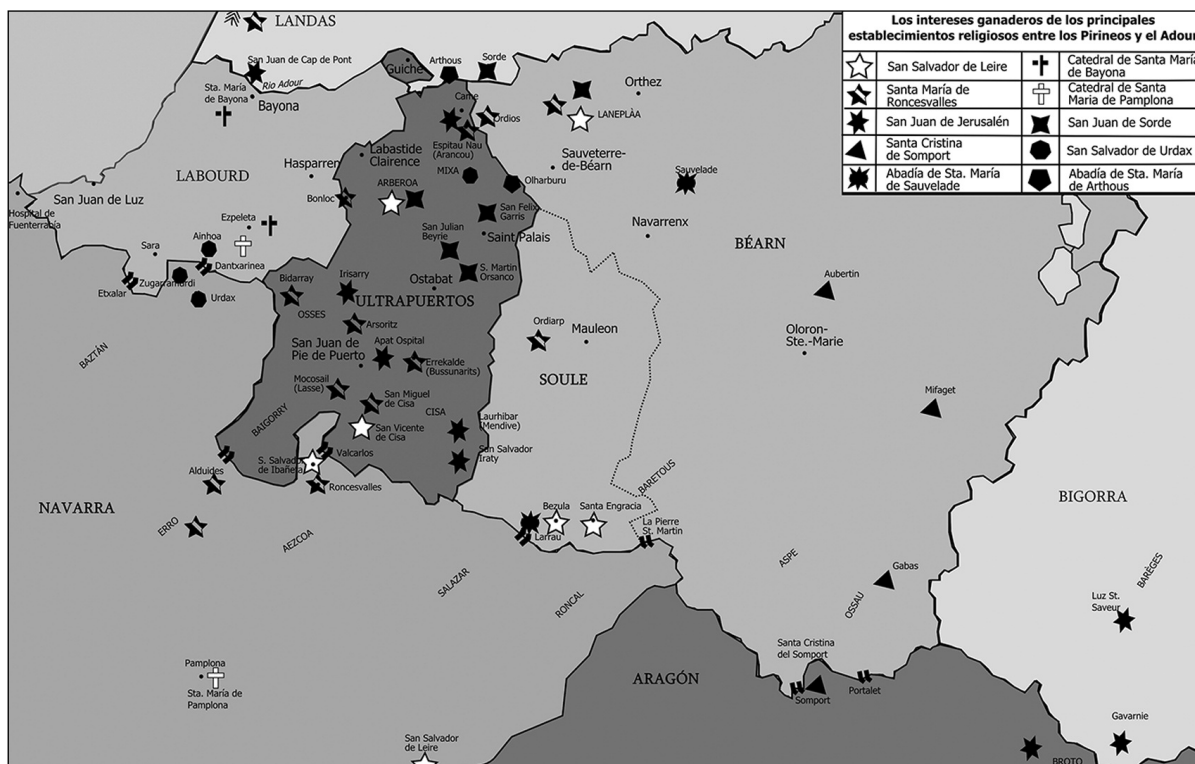 LANDAS
Los intereses ganaderos de los principales
establecimientos religiosos entre los Pirineos y el Adour
San Salvador de Leire
Catedral de Santa María
de Bayona
Santa María de
Roncesvalles
Catedral de Santa
Maria de Pamplona
San Juan de Jerusalén
San Juan de Sorde
Santa Cristina
de Somport
San Salvador de Urdax
Abadía de Sta. María
de Sauvelade
Abadía de Sta. María
de Arthous
San Juan de Cap de Pont
Rio Adour
Sta. María
de Bayona
Bayona
Guiche
Arthous
Sorde
Came
Ordios
Orthez
LANEPLÀA
Espitau Nau
(Arancou)
Labastide
Clairence
Hasparren
MIXA
Olharburu
Sauveterre-
de-Béarn
Sauvelade
LABOURD
San Juan de Luz
Hospital de
Fuenterrabía
Bonloc
ARBEROA
San Felix
Garris
Saint Palais
Navarrenx
BÉARN
Ezpeleta
Ainhoa
Sara
Dantxarinea
San Julian
Beyrie
Etxalar
Zugarramurdi
Urdax
Bidarray
Irisarry
Ostabat
S. Martin
Orsanco
OSSES
ULTRAPUERTOS
Aubertin
Arsoritz
San Juan de
Pie de Puerto
Apat Ospital
Errekalde
(Bussunarits)
Ordiarp
Mauleon
Oloron-
Ste.-Marie
BAZTÁN
SOULE
Mocosail
(Lasse)
San Miguel
de Cisa
Mifaget
BAIGORRY
San Vicente
de Cisa
CISA
Laurhibar
(Mendive)
San Salvador
Iraty
S. Salvador
de Ibañeta
Valcarlos
Alduides
Roncesvalles
NAVARRA
ERRO
AEZCOA
SALAZAR
RONCAL
Bezula
Santa Engracia
Larrau
La Pierre
St. Martin
BARETOUS
BIGORRA
ASPE
OSSAU
Gabas
BARÈGES
Luz St.
Saveur
Pamplona
Sta. María de
Pamplona
ARAGÓN
Santa Cristina
del Somport
Somport
Portalet
San Salvador
de Leire
Gavarnie
BROTO